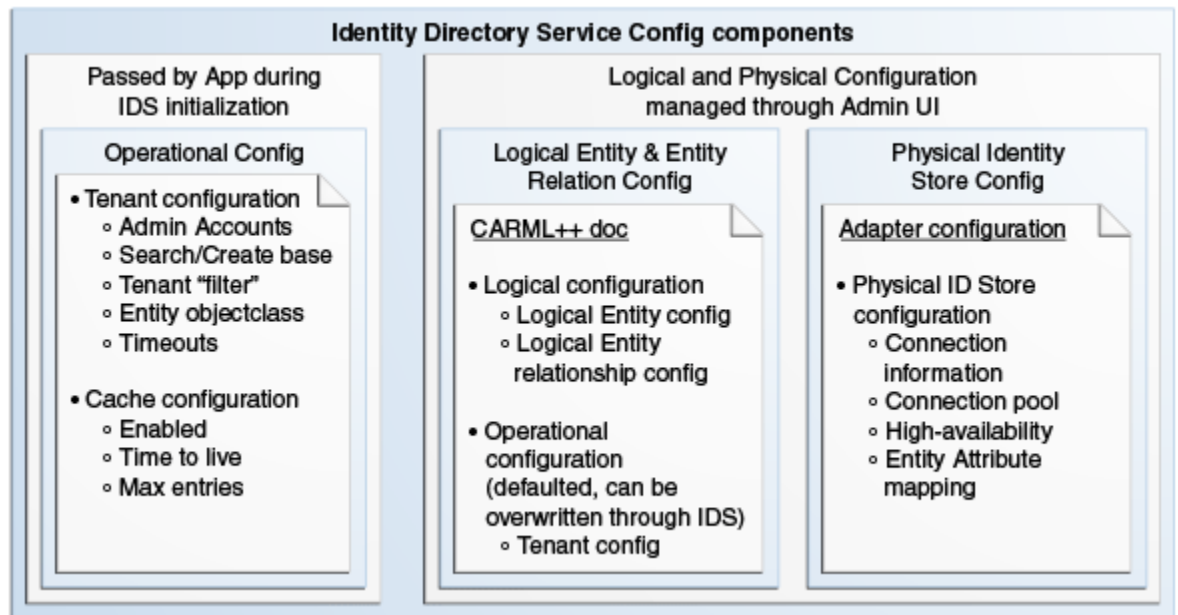 Identity Directory Service Config components
Passed by App during
IDS initialization
Operational Config
• Tenant configuration
∘ Admin Accounts
∘ Search/Create base
∘ Tenant “filter”
∘ Entity objectclass
∘ Timeouts
• Cache configuration
∘ Enabled
∘ Time to live
∘ Max entries
Logical and Physical Configuration
managed through Admin UI
Logical Entity & Entity
Relation Config
CARML++ doc
• Logical configuration
∘ Logical Entity config
∘ Logical Entity
relationship config
• Operational
configuration
(defaulted, can be
overwritten through IDS)
∘ Tenant config
Physical Identity
Store Config
Adapter configuration
• Physical ID Store
configuration
∘ Connection
information
∘ Connection pool
∘ High-availability
∘ Entity Attribute
mapping